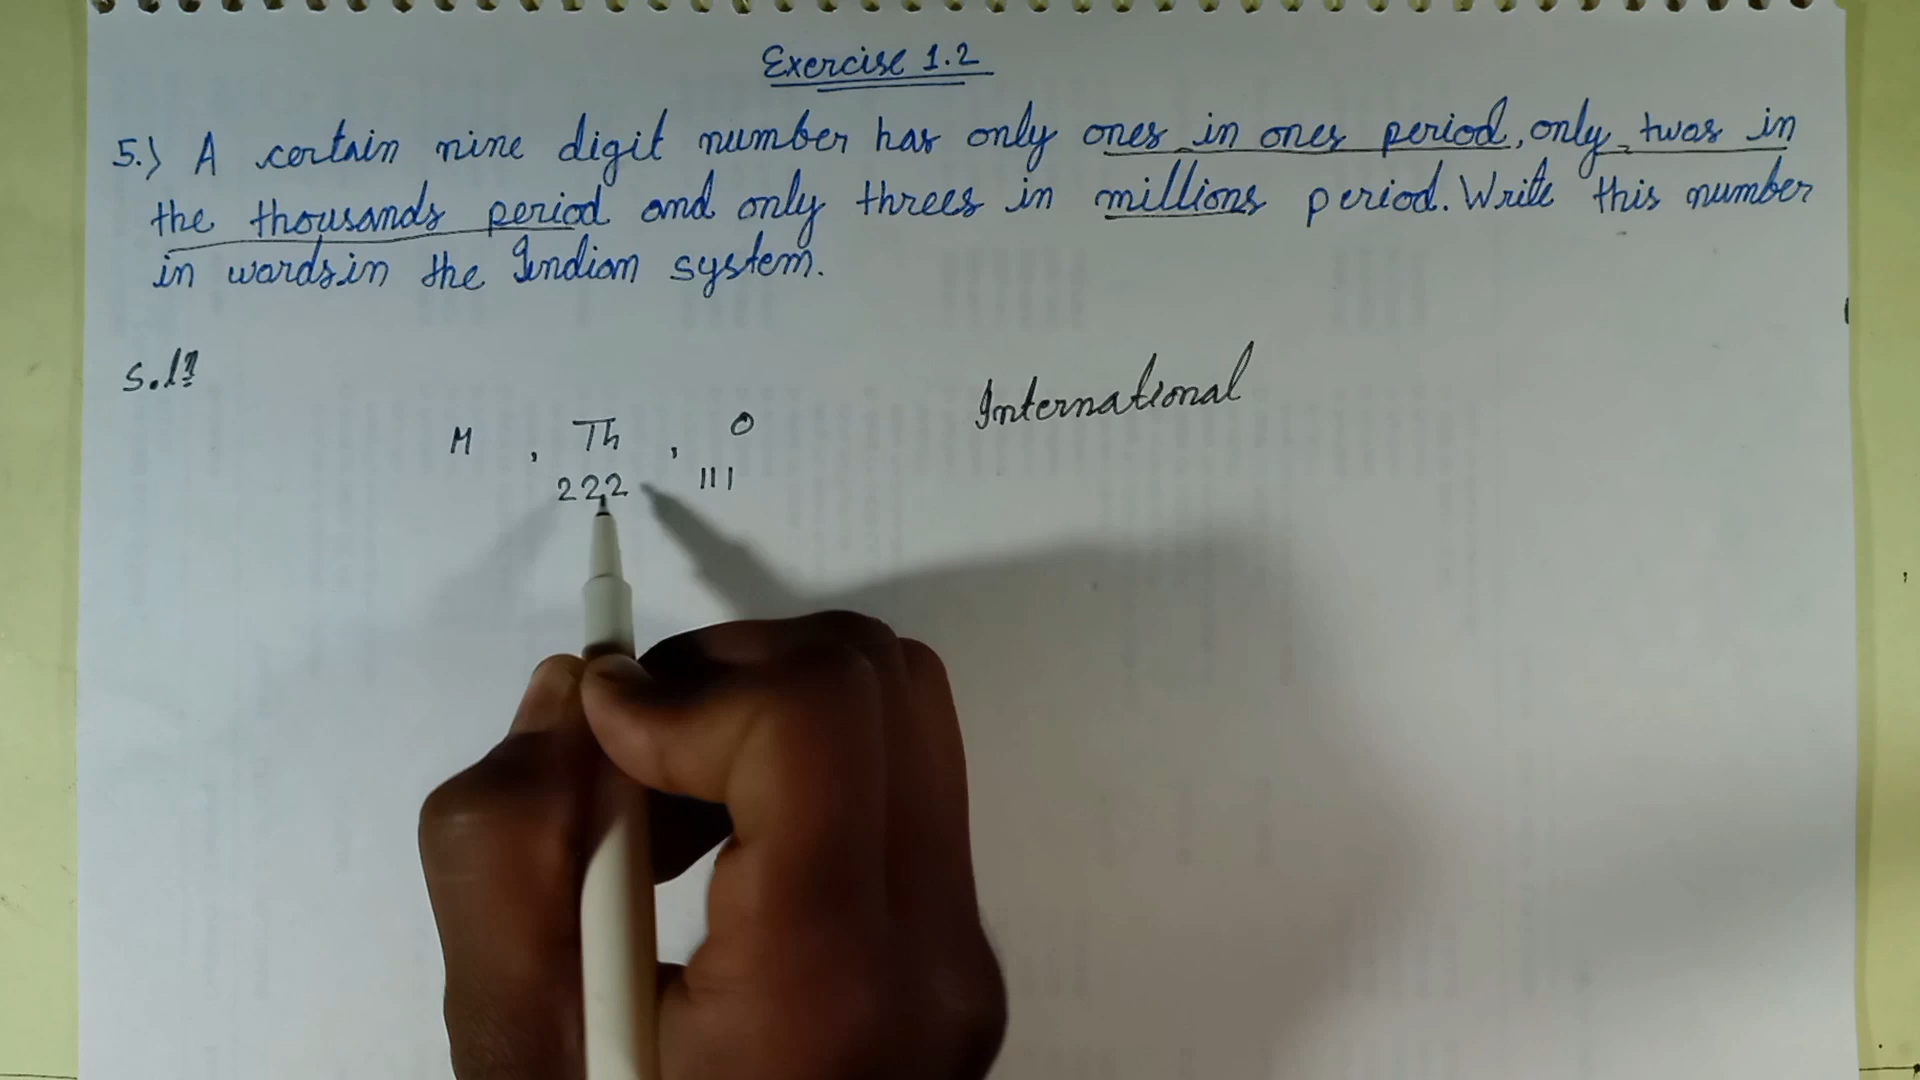 Exercise 1.2
5.) A certain nine digit number has only ones in ones period, only twos in
the thousands period and only threes in millions period. Write this number
in words in the Indian system.
Sol?
International
M , Th , O
222 111